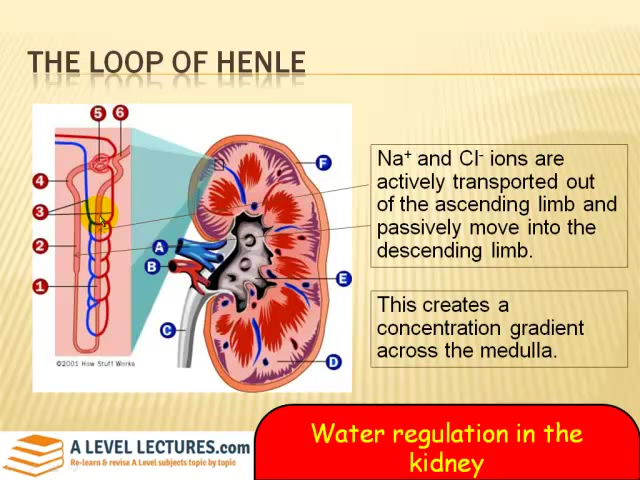 THE LOOP OF HENLE
5
6
4
3
2
1
F
A
B
E
C
D
©2001 How Stuff Works
Na⁺ and Cl⁻ ions are
actively transported out
of the ascending limb and
passively move into the
descending limb.
This creates a
concentration gradient
across the medulla.
A LEVEL LECTURES.com
Re-learn & revise A Level subjects topic by topic
Water regulation in the
kidney